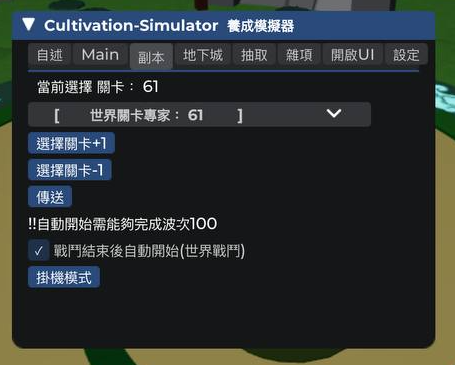 Cultivation-Simulator 養成模擬器
自述 Main 副本 地下城 抽取 雜項 開啟UI 設定
當前選擇 關卡： 61
[ 世界關卡專家： 61 ]
選擇關卡+1
選擇關卡-1
傳送
!!自動開始需能夠完成波次100
✓ 戰鬥結束後自動開始(世界戰鬥)
掛機模式